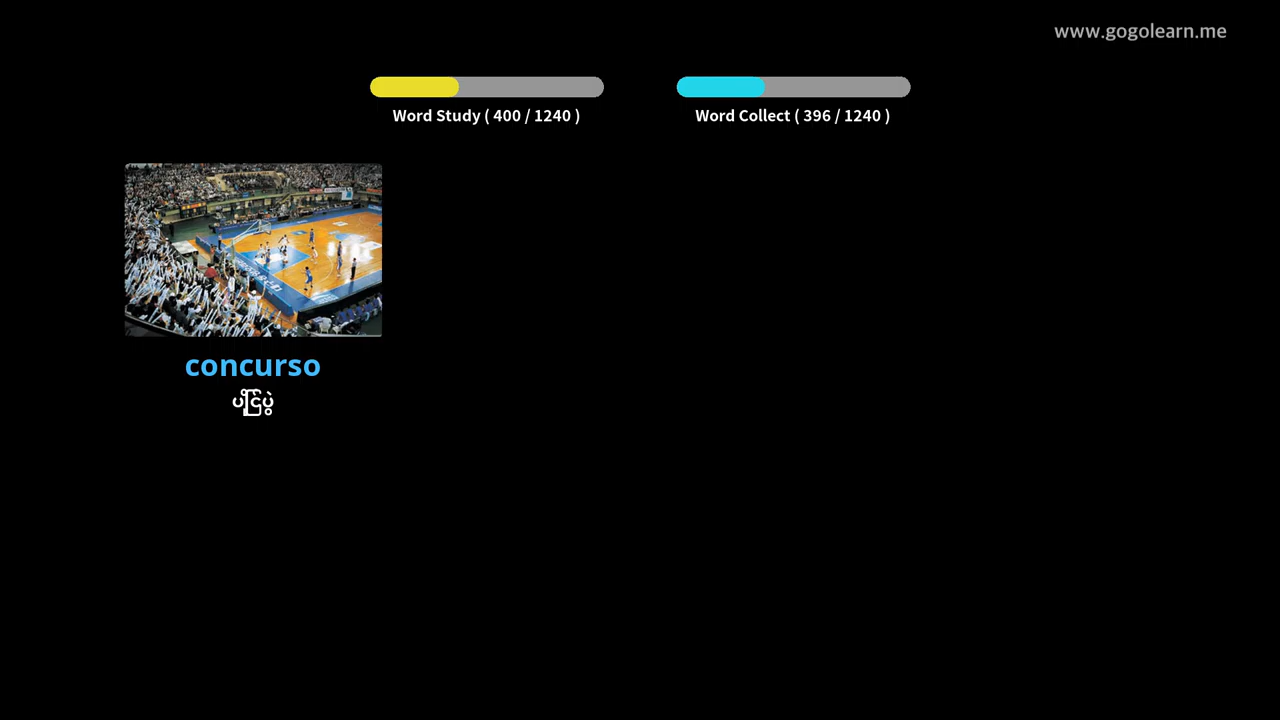 www.gogolearn.me
Word Study ( 400 / 1240 )
Word Collect ( 396 / 1240 )
concurso
ပြိုင်ပွဲ